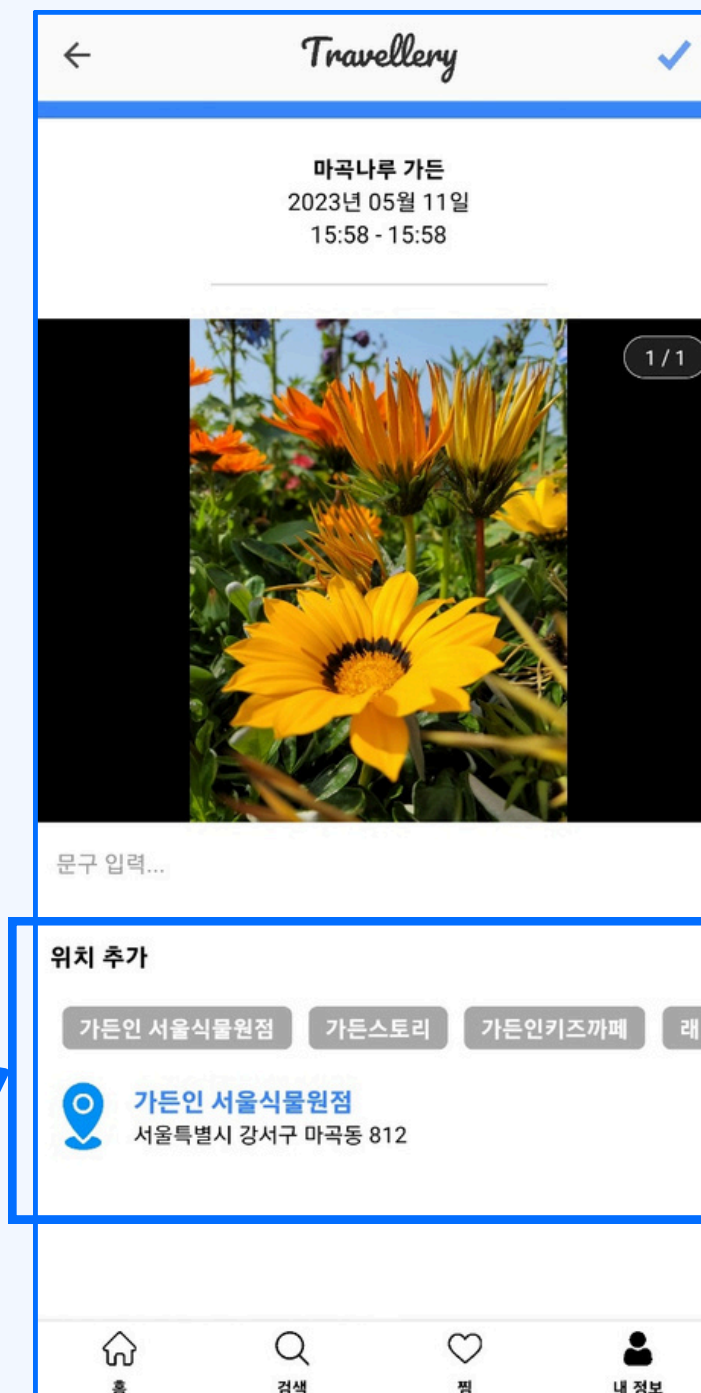 Travellery
마곡나루 가든
2023년 05월 11일
15:58 - 15:58
1 / 1
문구 입력...
위치 추가
가든인 서울식물원점 가든스토리 가든인키즈까페 래
가든인 서울식물원점
서울특별시 강서구 마곡동 812
홈 검색 찜 내 정보